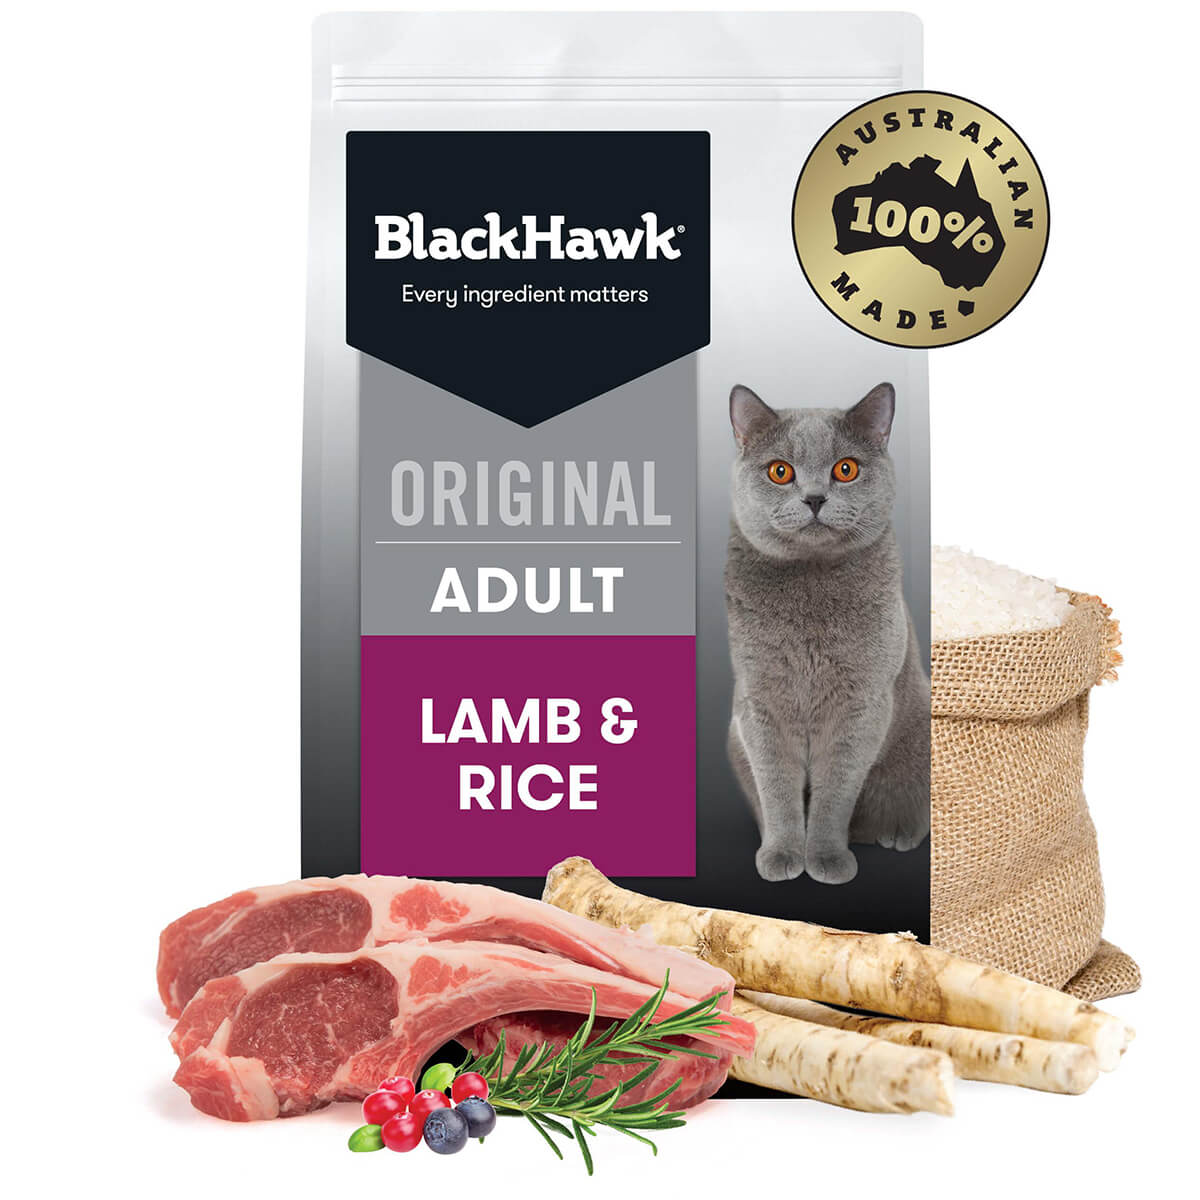 BlackHawk®
Every ingredient matters
ORIGINAL
ADULT
LAMB &
RICE
AUSTRALIAN
100%
MADE